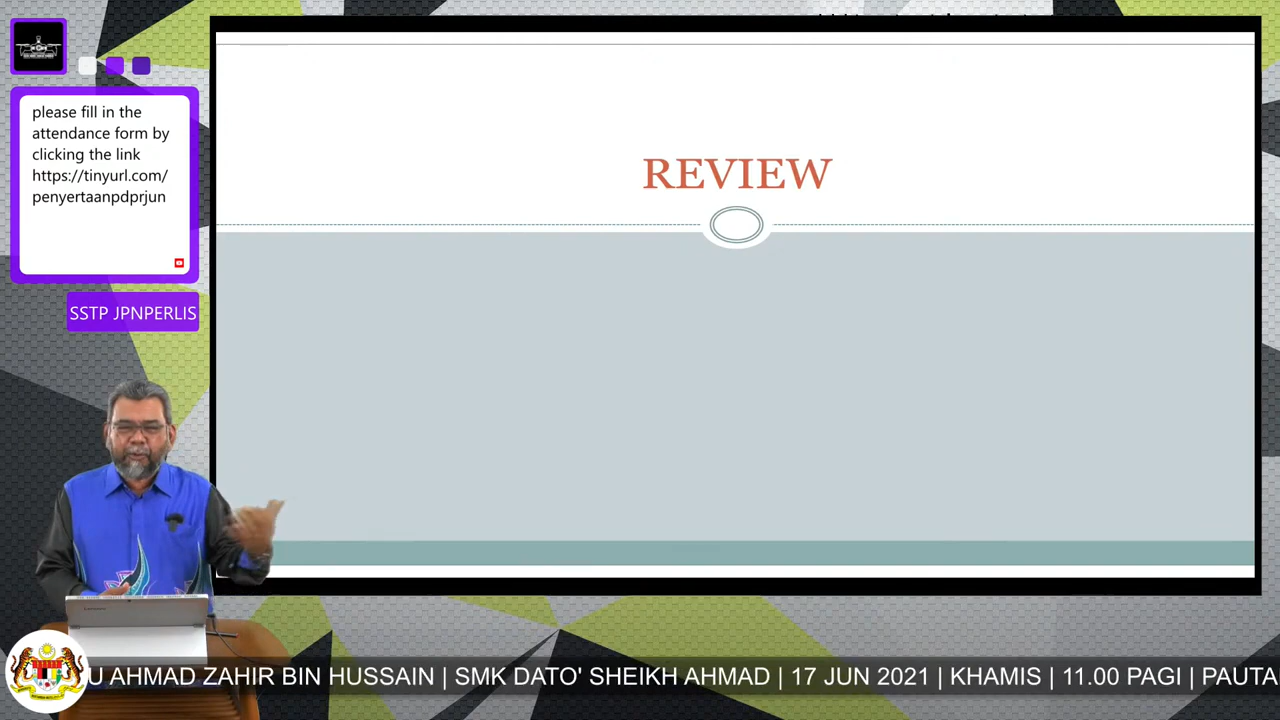 please fill in the
attendance form by
clicking the link
https://tinyurl.com/
penyertaanpdprjun
SSTP JPNPERLIS
REVIEW
U AHMAD ZAHIR BIN HUSSAIN | SMK DATO' SHEIKH AHMAD | 17 JUN 2021 | KHAMIS | 11.00 PAGI | PAUTA